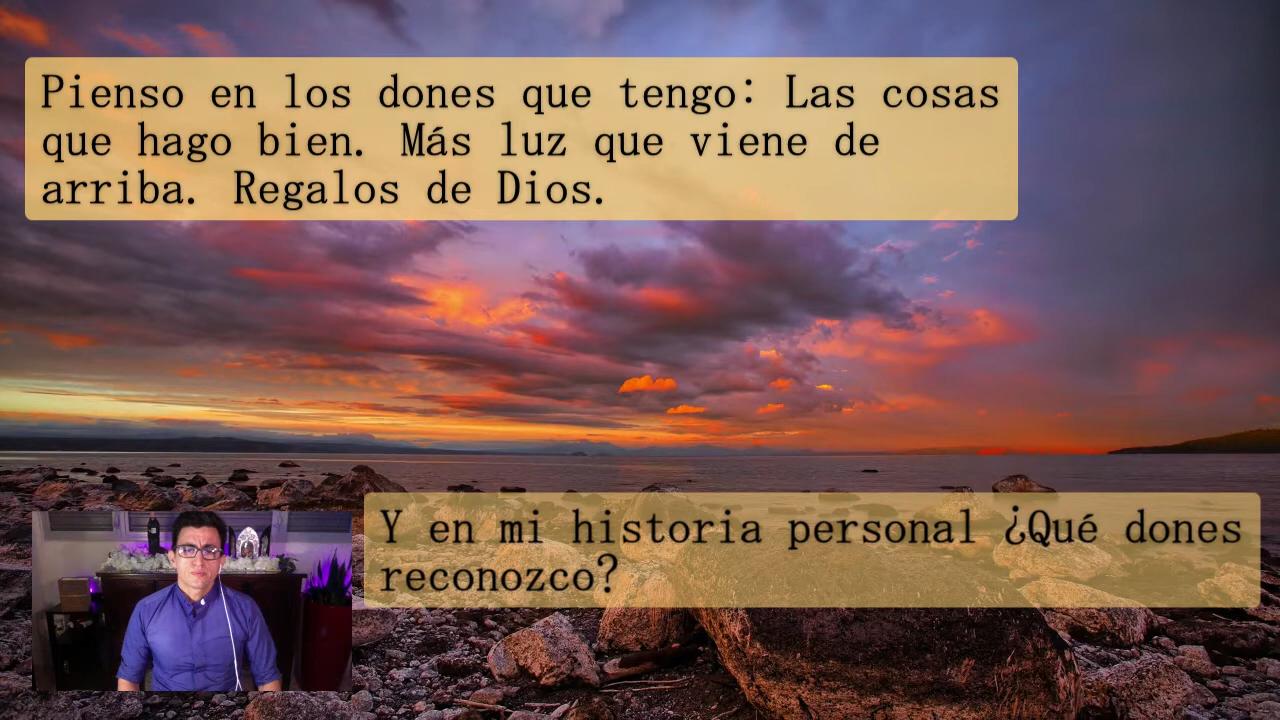 Pienso en los dones que tengo: Las cosas
que hago bien. Más luz que viene de
arriba. Regalos de Dios.
Y en mi historia personal ¿Qué dones
reconozco?